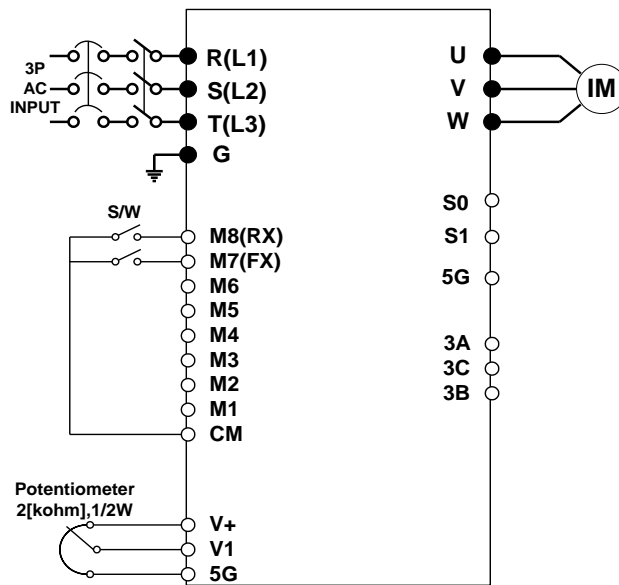 3P
AC
INPUT
R(L1)
S(L2)
T(L3)
G
U
V
W
IM
S/W
M8(RX)
M7(FX)
M6
M5
M4
M3
M2
M1
CM
S0
S1
5G
3A
3C
3B
Potentiometer
2[kohm],1/2W
V+
V1
5G